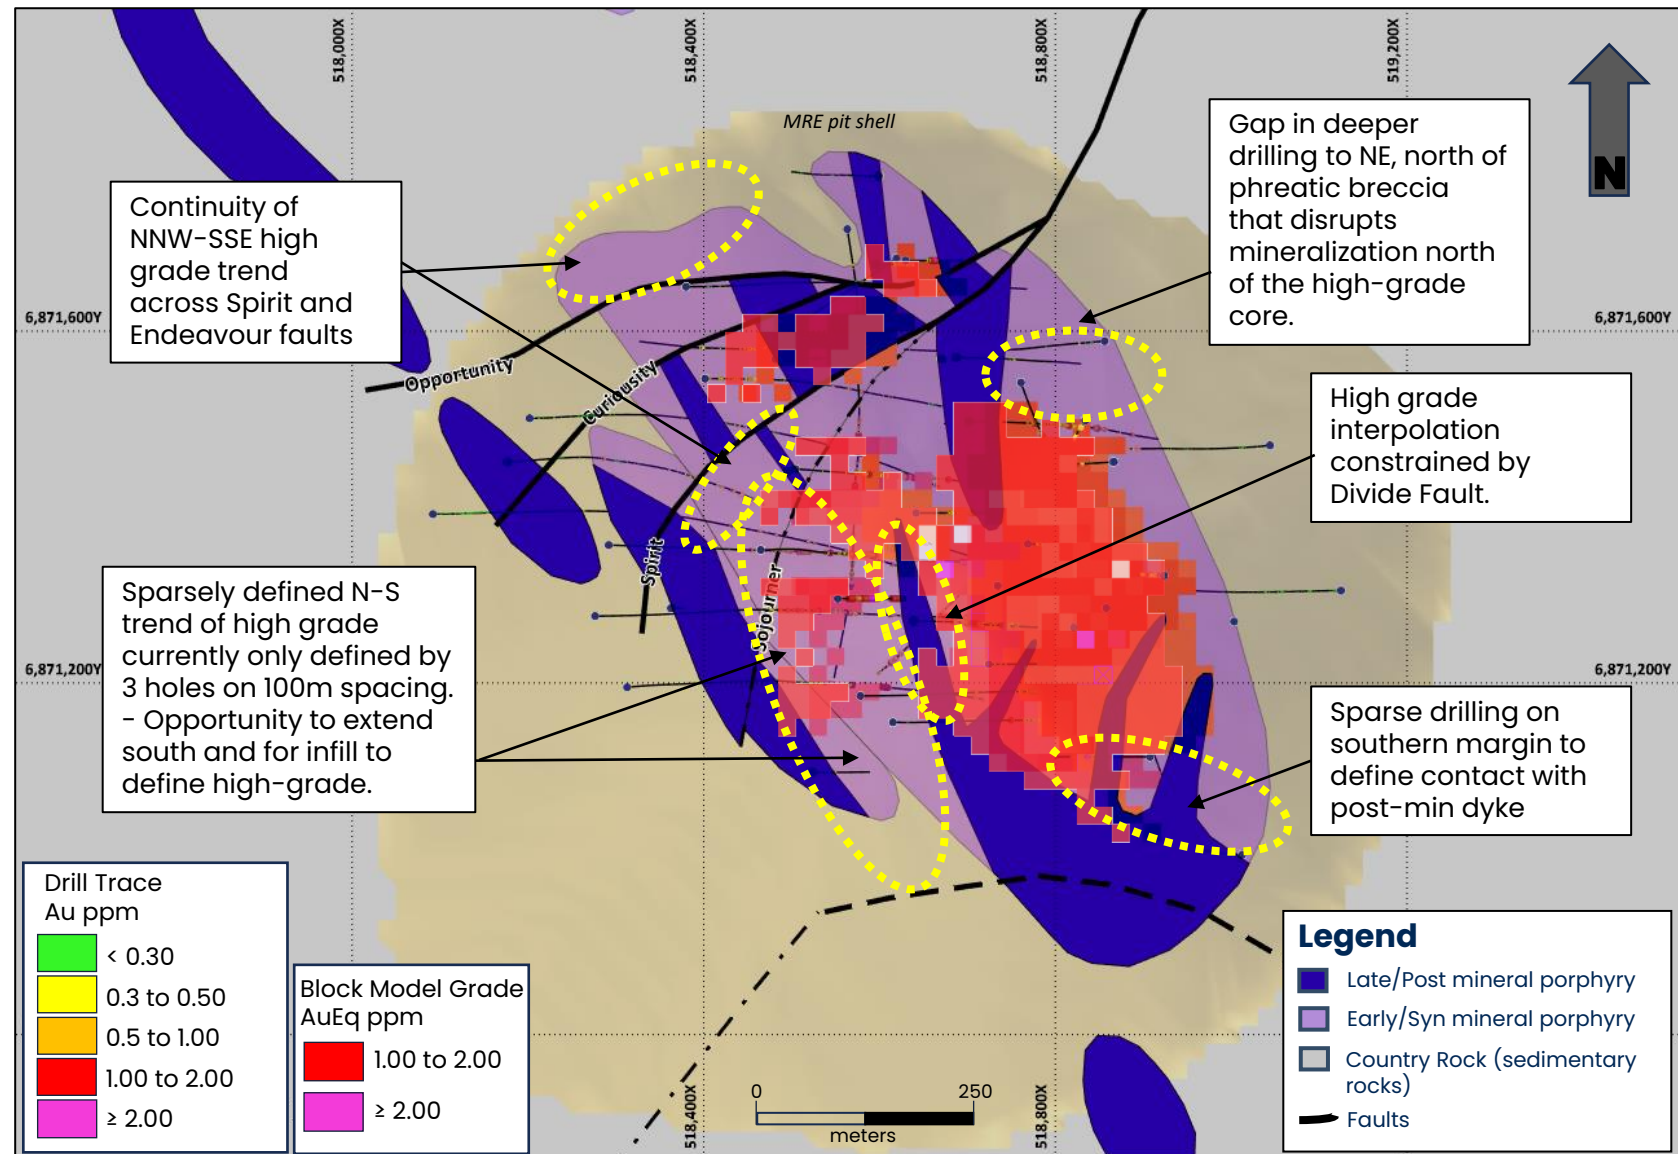 518,000X
518,400X
518,800X
519,200X
MRE pit shell
N
Continuity of
NNW-SSE high
grade trend
across Spirit and
Endeavour faults
Gap in deeper
drilling to NE, north of
phreatic breccia
that disrupts
mineralization north
of the high-grade
core.
6,871,600Y
6,871,600Y
Opportunity
Curiousity
High grade
interpolation
constrained by
Divide Fault.
Spirit
Sojourner
Sparsely defined N-S
trend of high grade
currently only defined by
3 holes on 100m spacing.
- Opportunity to extend
south and for infill to
define high-grade.
6,871,200Y
6,871,200Y
Sparse drilling on
southern margin to
define contact with
post-min dyke
Drill Trace
Au ppm
< 0.30
0.3 to 0.50
0.5 to 1.00
1.00 to 2.00
≥ 2.00
Block Model Grade
AuEq ppm
1.00 to 2.00
≥ 2.00
518,400X
518,800X
0 250
meters
Legend
Late/Post mineral porphyry
Early/Syn mineral porphyry
Country Rock (sedimentary
rocks)
Faults